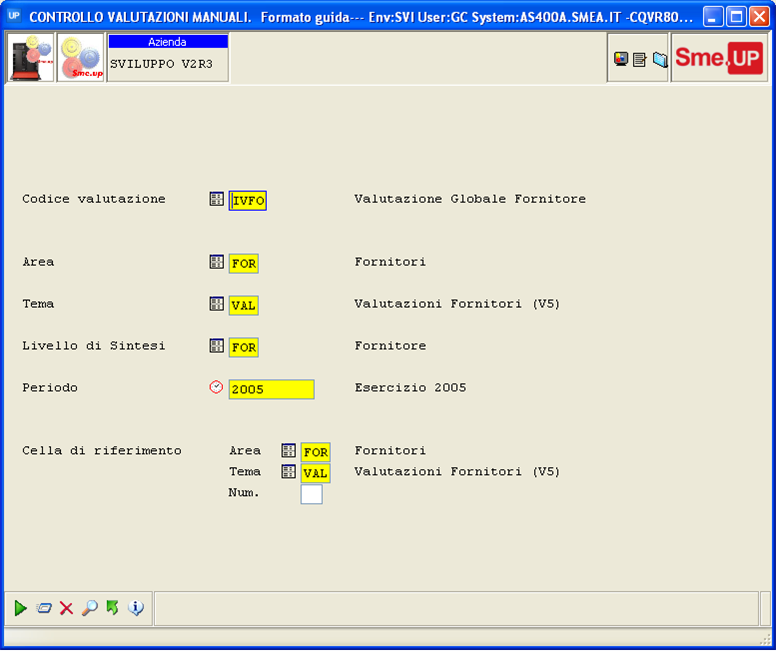 UP CONTROLLO VALUTAZIONI MANUALI. Formato guida--- Env:SVI User:GC System:AS400A.SMEA.IT -CQVR80...
Azienda
Sme.up
SVILUPPO V2R3
Sme.UP
Codice valutazione IVFO Valutazione Globale Fornitore
Area FOR Fornitori
Tema VAL Valutazioni Fornitori (V5)
Livello di Sintesi FOR Fornitore
Periodo 2005 Esercizio 2005
Cella di riferimento Area FOR Fornitori
Tema VAL Valutazioni Fornitori (V5)
Num.